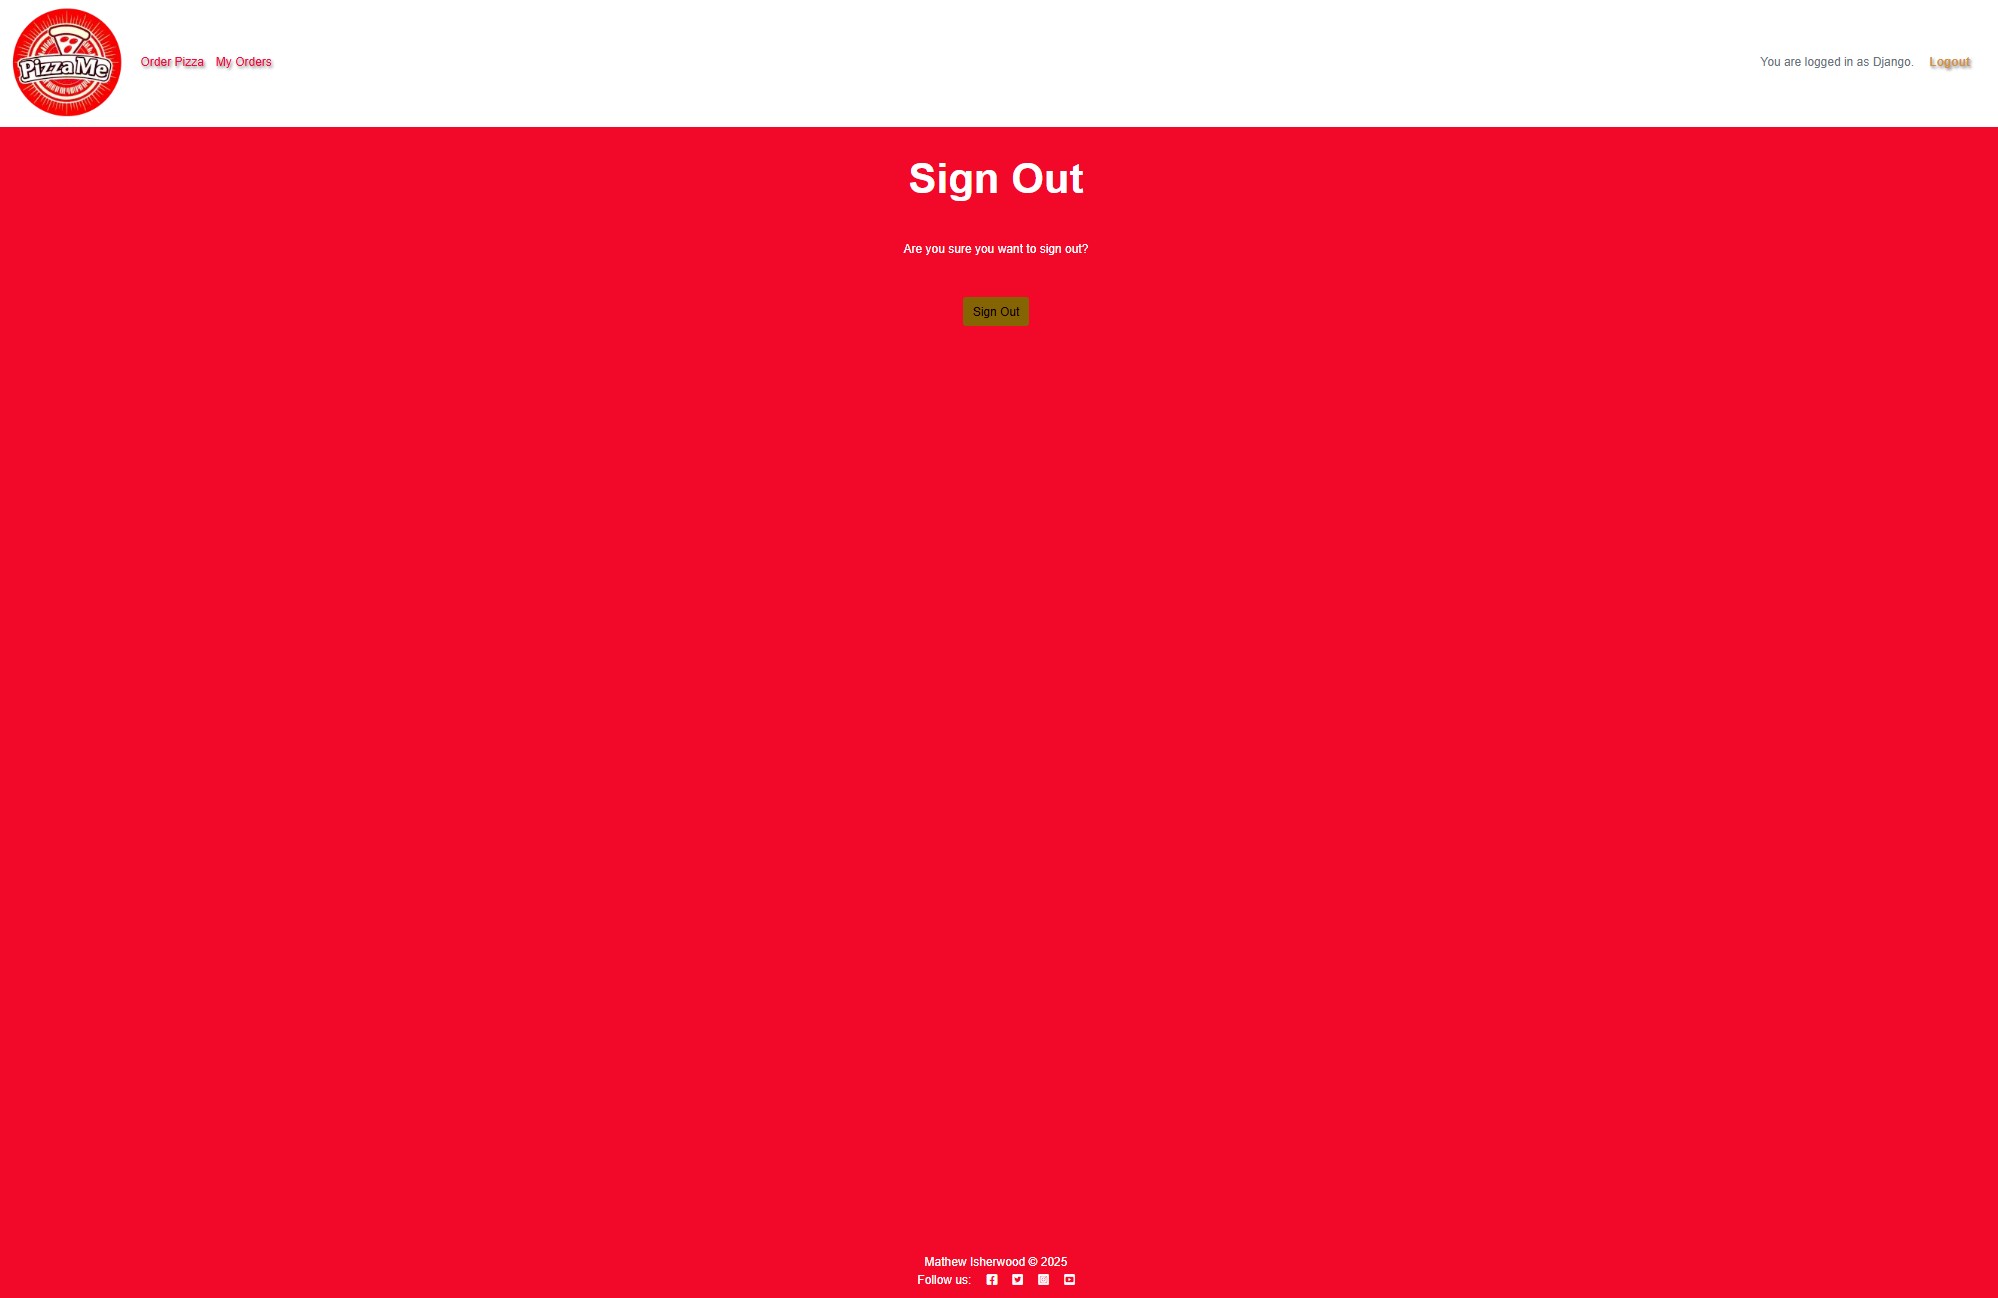 PizzaMe
Order Pizza My Orders
You are logged in as Django. Logout
Sign Out
Are you sure you want to sign out?
Sign Out
Mathew Isherwood © 2025
Follow us: